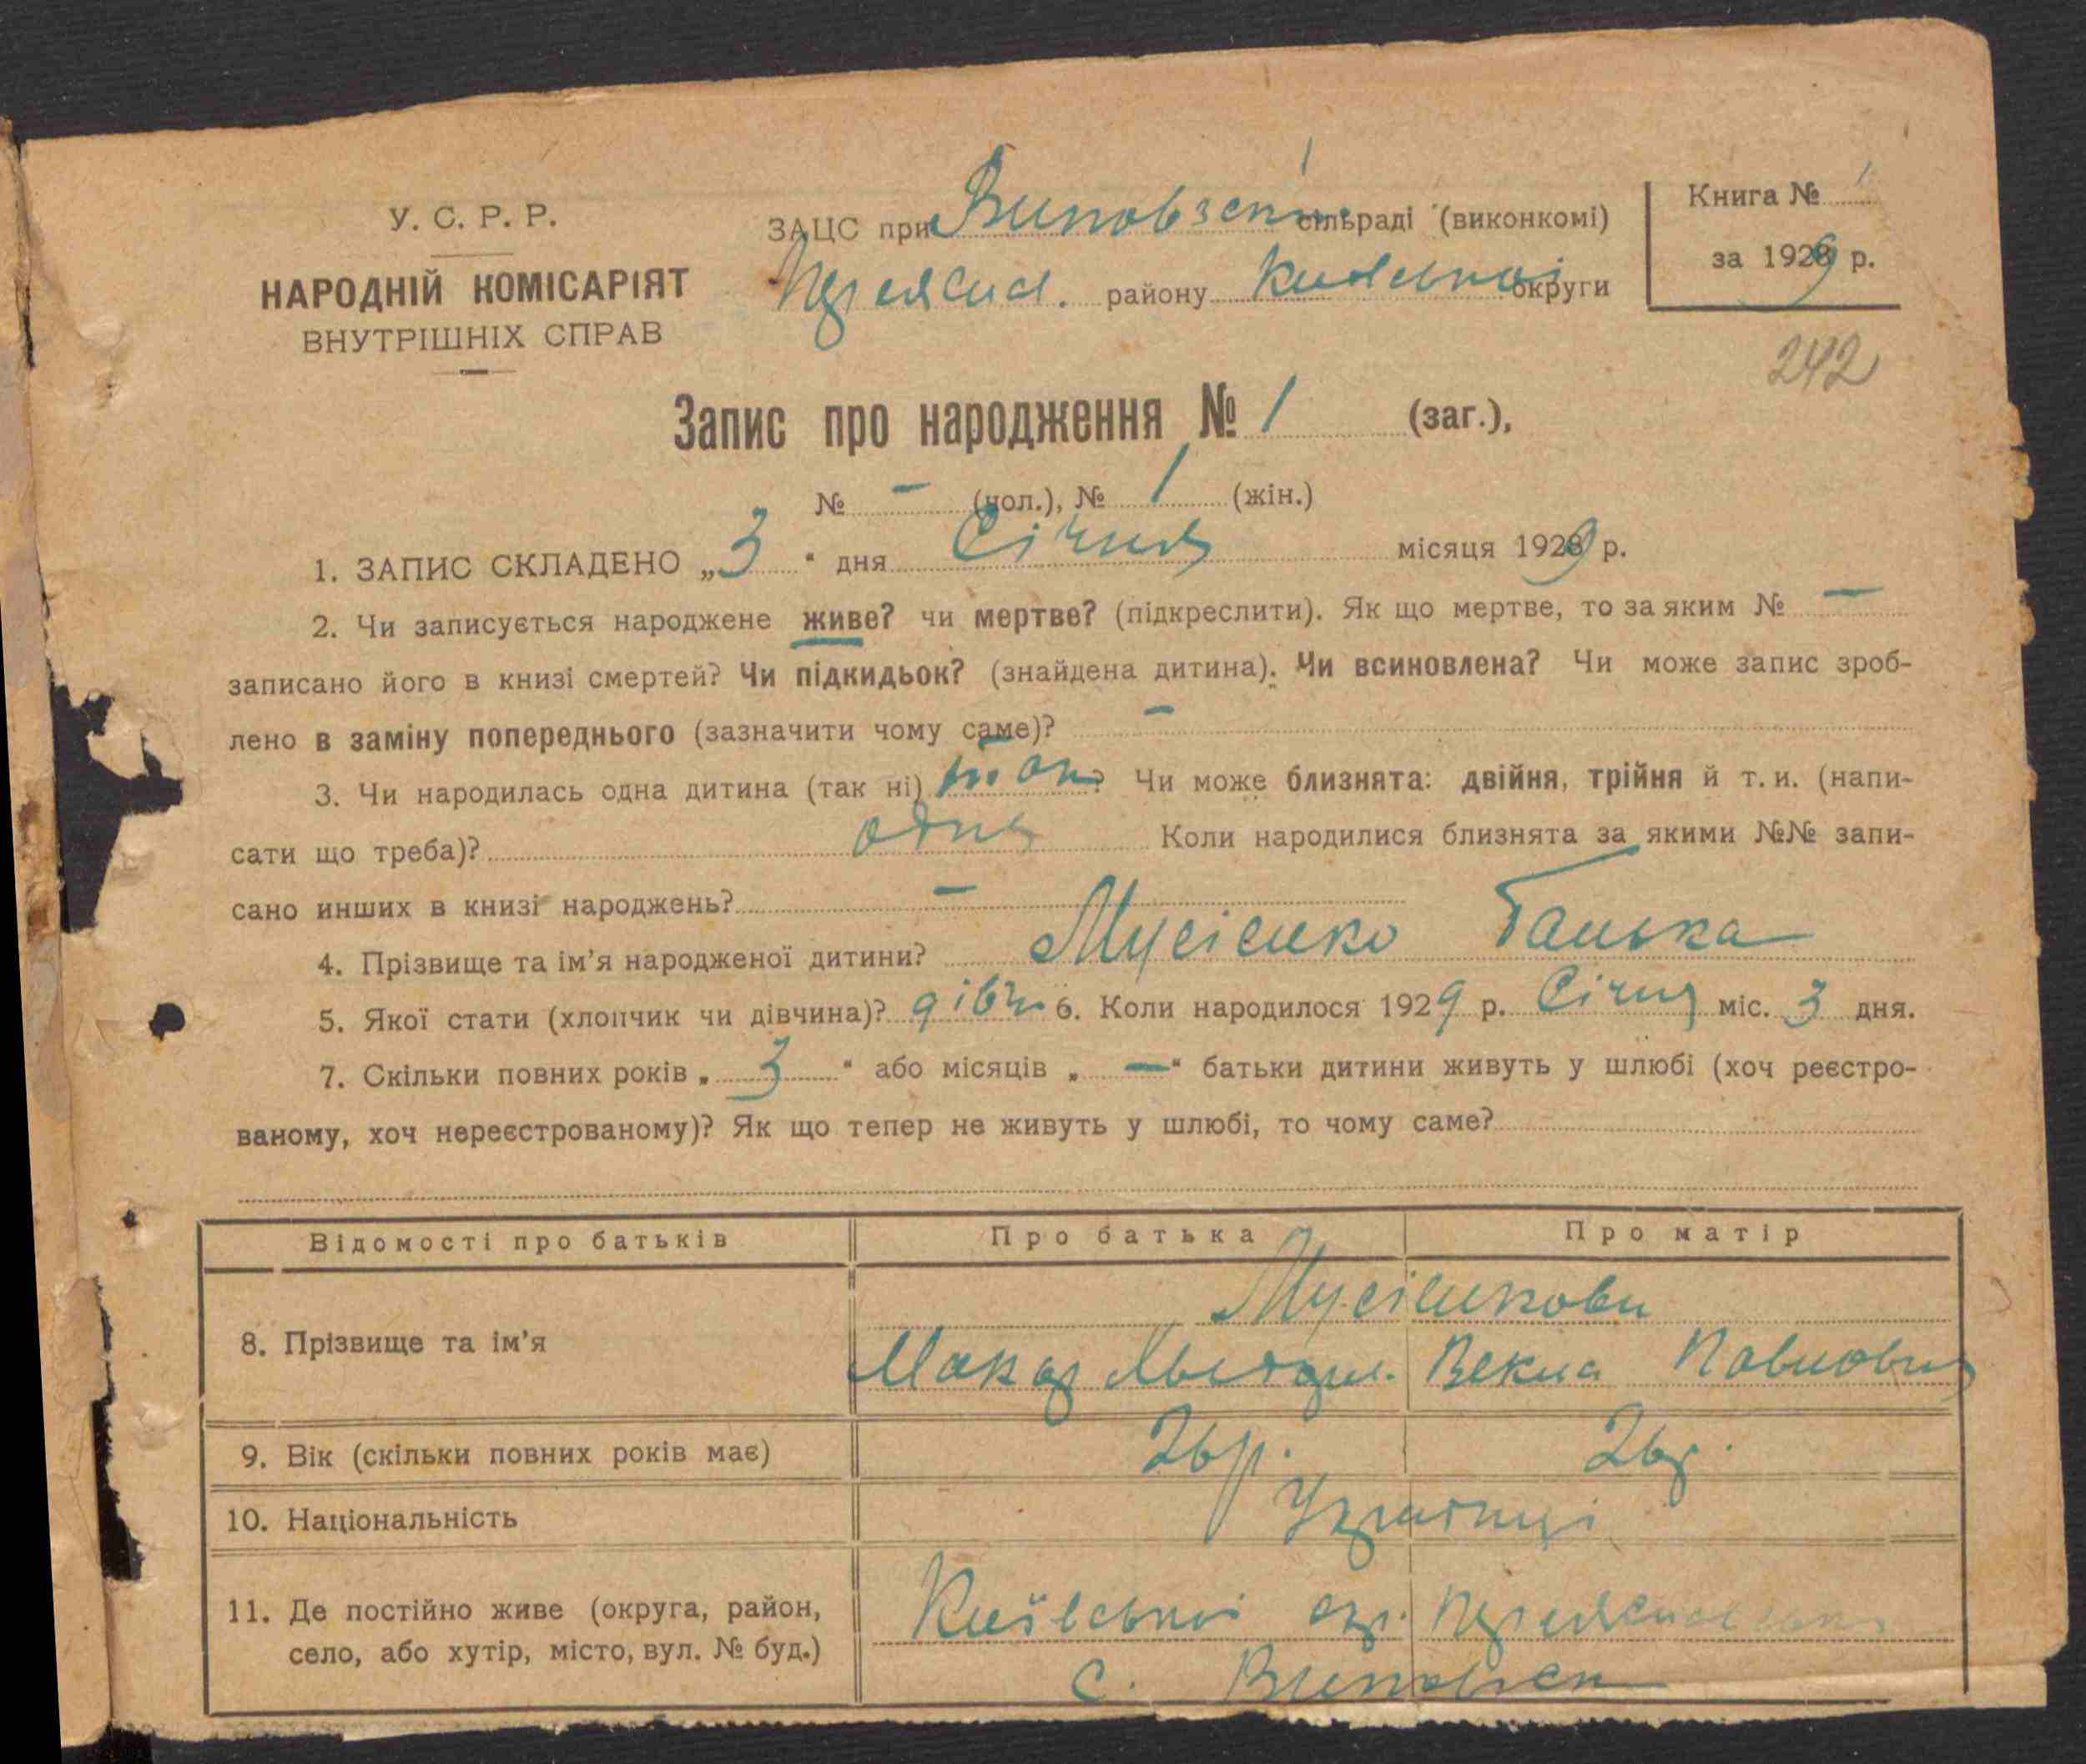 У. С. Р. Р.
НАРОДНІЙ КОМІСАРІЯТ
ВНУТРІШНІХ СПРАВ
ЗАЦС при сільраді (виконкомі)
Переяслів. району Київської округи
Книга № 1
за 1929 р.
242
Запис про народження № 1 (заг.),
№ — (чол.), № 1 (жін.)
1. ЗАПИС СКЛАДЕНО „3“ дня Січня місяця 1929 р.
2. Чи записується народжене живе? чи мертве? (підкреслити). Як що мертве, то за яким № —
записано його в книзі смертей? Чи підкидьок? (знайдена дитина). Чи всиновлена? Чи може запис зроб-
лено в заміну попереднього (зазначити чому саме)? —
3. Чи народилась одна дитина (так ні) так? Чи може близнята: двійня, трійня й т. и. (напи-
сати що треба)? одна Коли народилися близнята за якими №№ запи-
сано инших в книзі народжень? —
4. Прізвище та ім’я народженої дитини? Мусієнко Галька
5. Якої стати (хлопчик чи дівчина)? дівч 6. Коли народилося 1929 р. Січня міс. 3 дня.
7. Скільки повних років „3“ або місяців „—“ батьки дитини живуть у шлюбі (хоч реєстро-
ваному, хоч нереєстрованому)? Як що тепер не живуть у шлюбі, то чому саме?
Відомості про батьків Про батька Про матір
Мусієнкови
8. Прізвище та ім’я
Макар Векла Павловна
9. Вік (скільки повних років має) 26р. 26р.
10. Національність Українці
11. Де постійно живе (округа, район,
село, або хутір, місто, вул. № буд.)
Київської окр.
с.